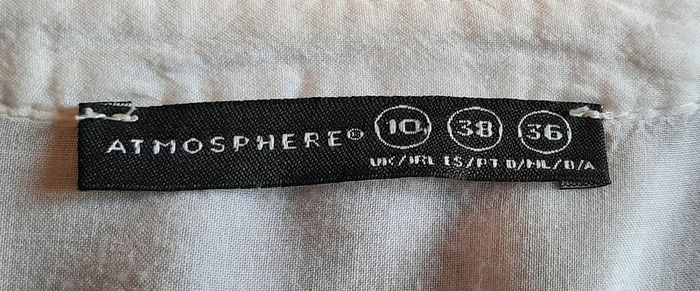 ATMOSPHERE® 10 38 36
UK/IRL ES/PT D/NL/D/A